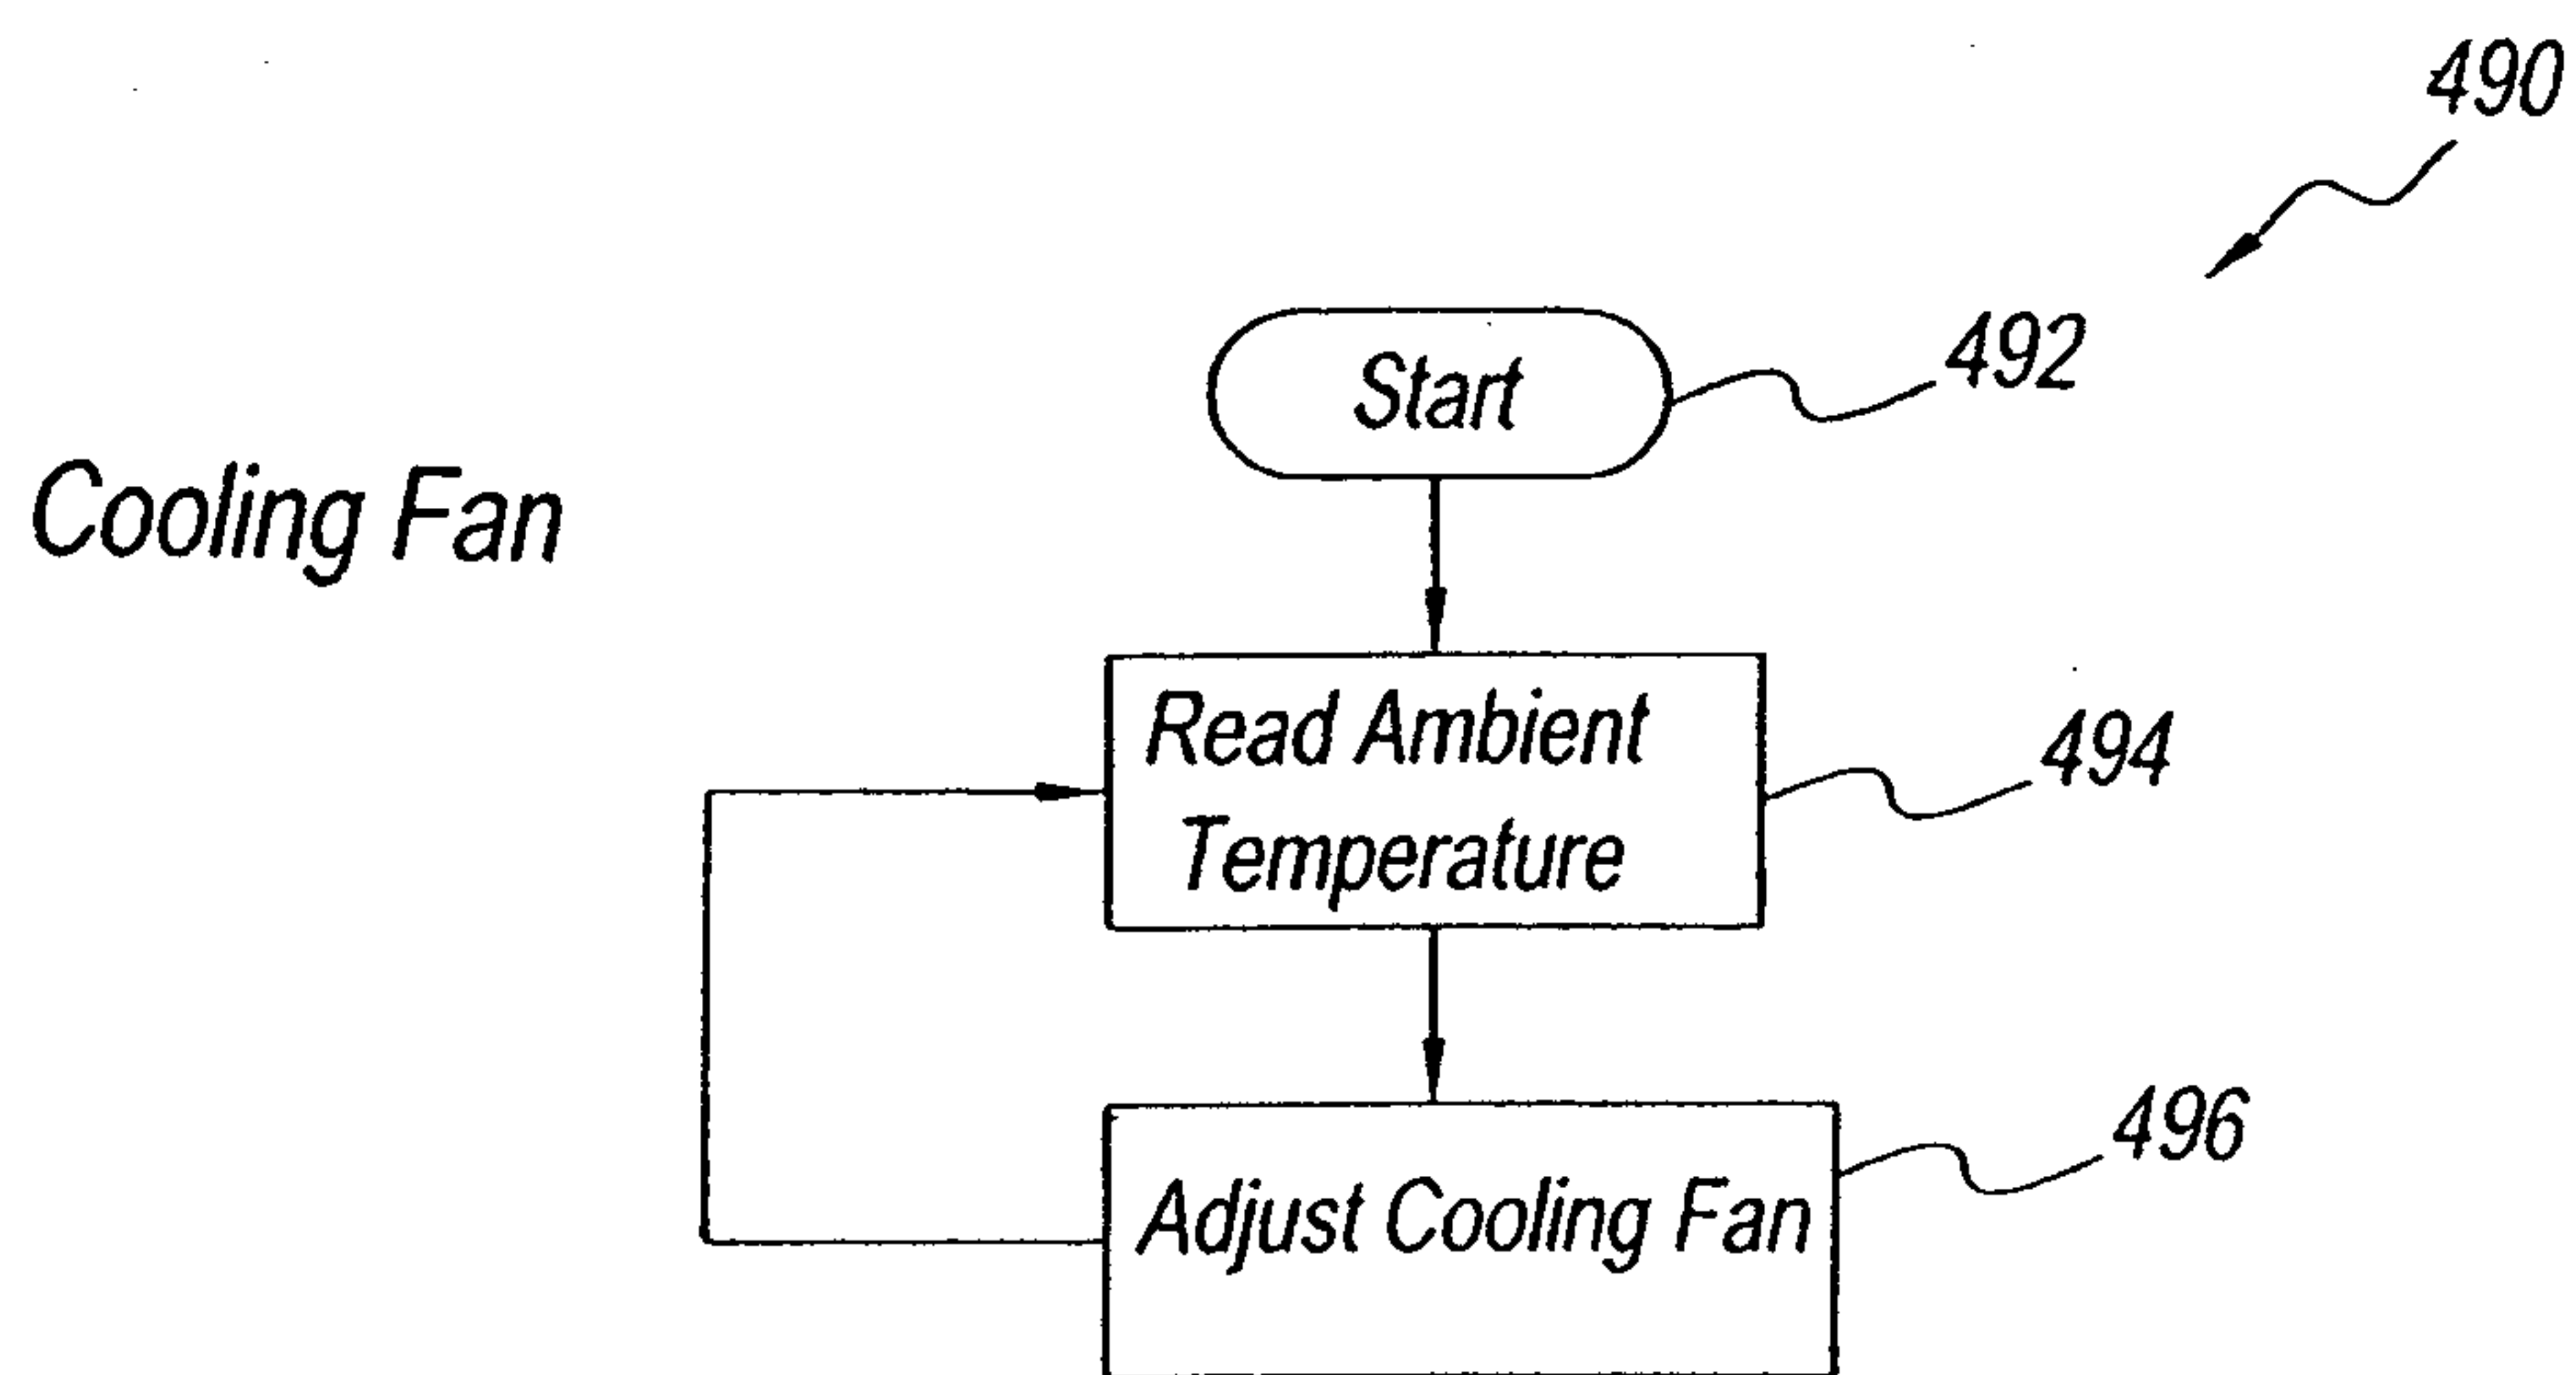 490
Start
492
Cooling Fan
Read Ambient
Temperature
494
Adjust Cooling Fan
496